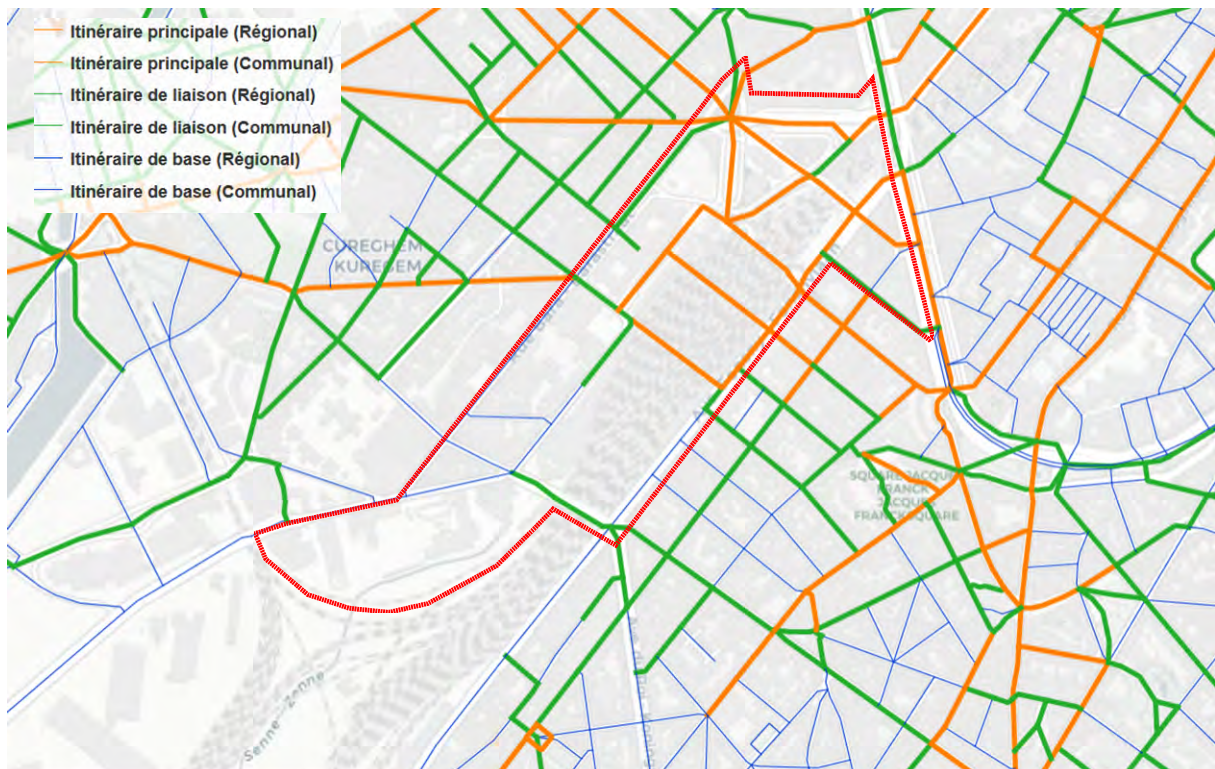 Itinéraire principale (Régional)
Itinéraire principale (Communal)
Itinéraire de liaison (Régional)
Itinéraire de liaison (Communal)
Itinéraire de base (Régional)
Itinéraire de base (Communal)
CUREGHEM
KUREGEM
SQUARE JACQUES
FRANCK
JACQUES
FRANCKSQUARE
Senne - Zenne